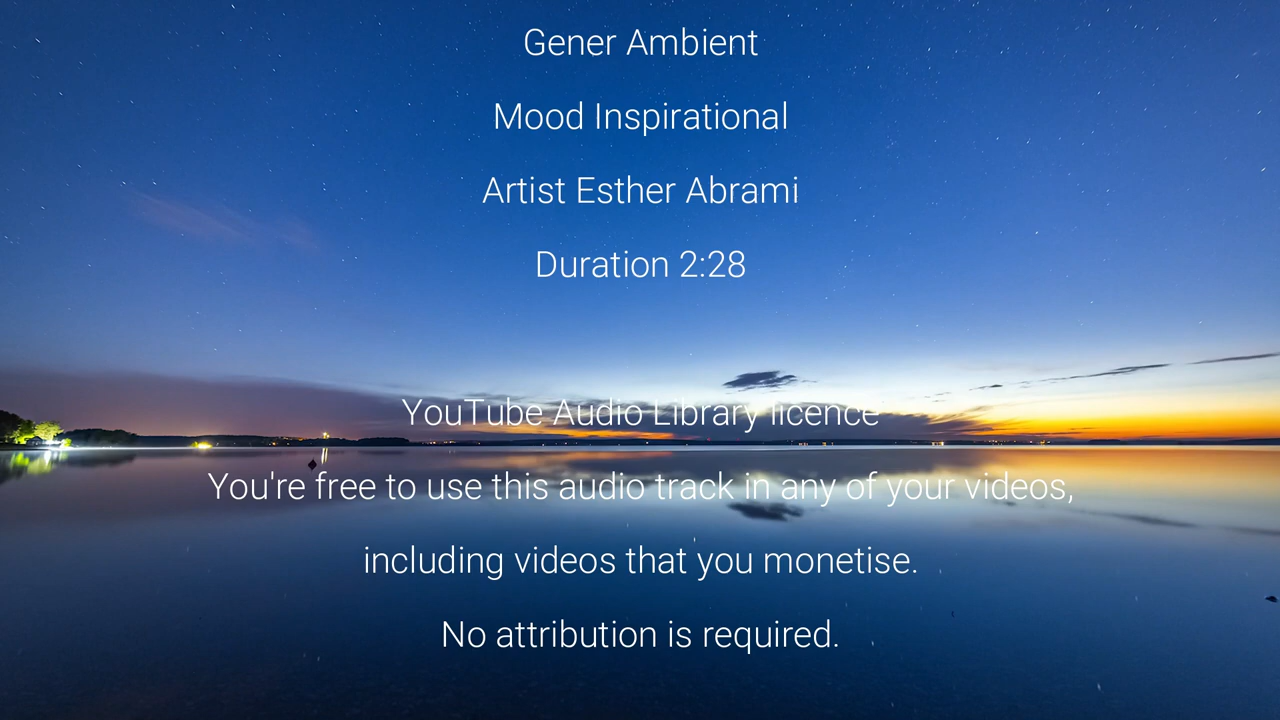 Gener Ambient
Mood Inspirational
Artist Esther Abrami
Duration 2:28
YouTube Audio Library licence
You're free to use this audio track in any of your videos,
including videos that you monetise.
No attribution is required.